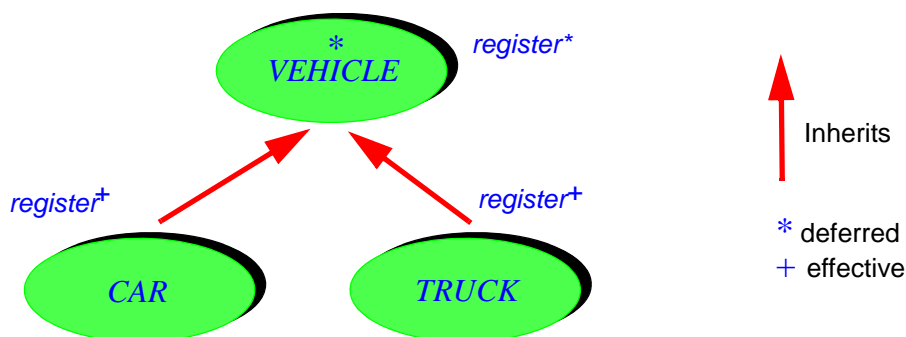 *
VEHICLE
register*
Inherits
register+
register+
* deferred
+ effective
CAR
TRUCK